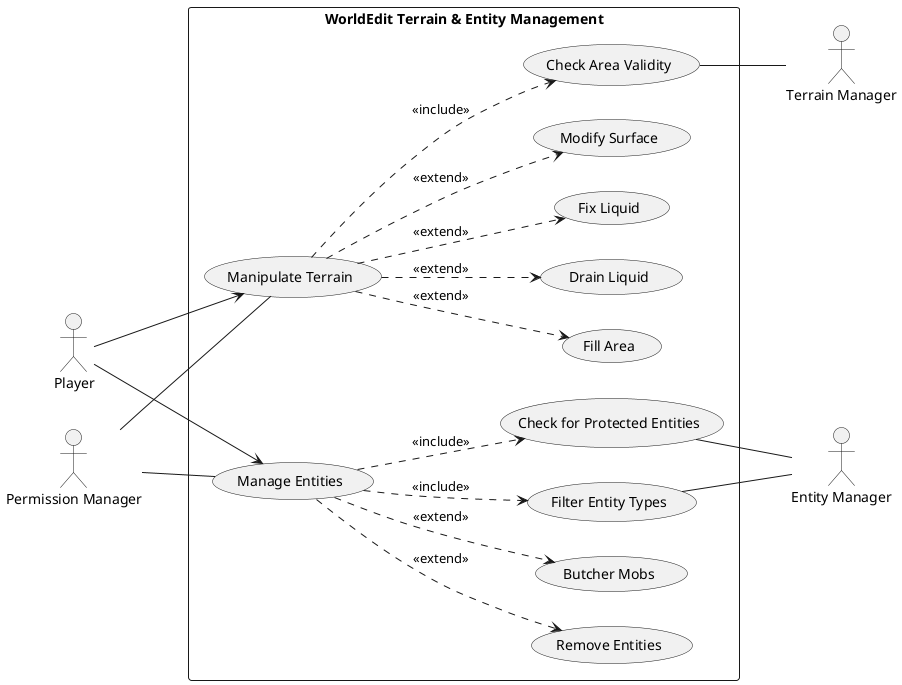 WorldEdit Terrain & Entity Management
Check Area Validity
Terrain Manager
«include»
Modify Surface
«extend»
Fix Liquid
«extend»
Manipulate Terrain
«extend»
Drain Liquid
«extend»
Fill Area
Player
Check for Protected Entities
«include»
Permission Manager
Manage Entities
«include»
Filter Entity Types
Entity Manager
«extend»
Butcher Mobs
«extend»
Remove Entities